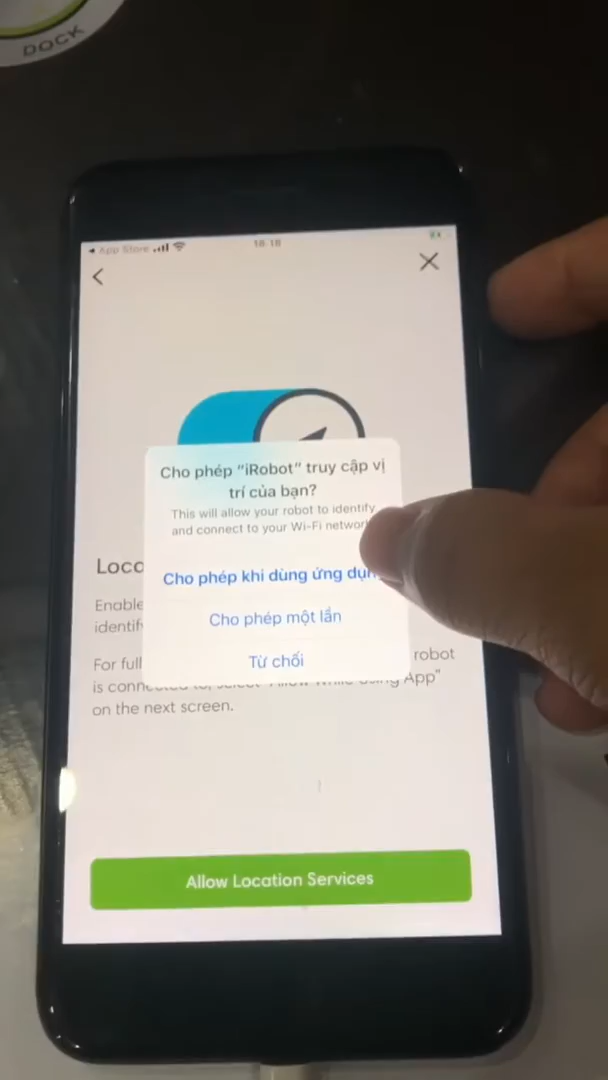 DOCK
App Store
18:18
Cho phép “iRobot” truy cập vị
trí của bạn?
This will allow your robot to identify
and connect to your Wi-Fi network
Cho phép khi dùng ứng dụn
Cho phép một lần
Từ chối
Loca
Enable
identif
For full robot
is connected to, select "Allow While Using App"
on the next screen.
Allow Location Services